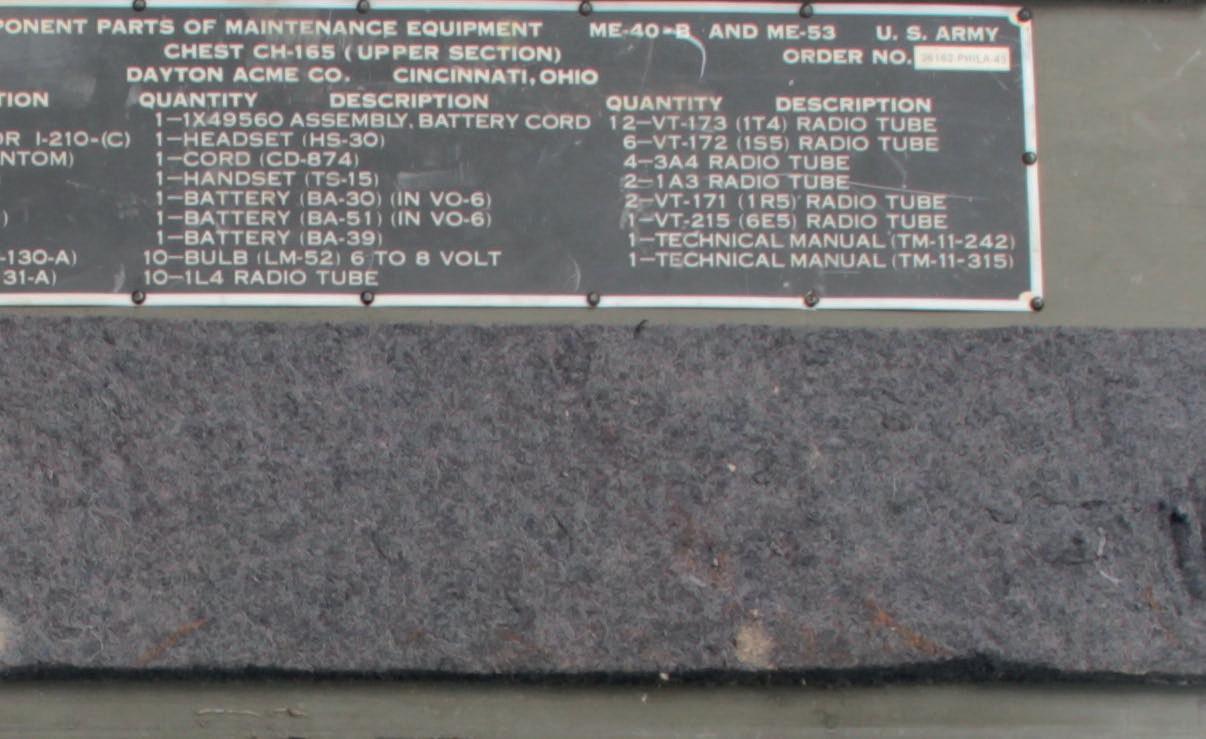 PONENT PARTS OF MAINTENANCE EQUIPMENT ME-40-B AND ME-53 U. S. ARMY
CHEST CH-165 (UPPER SECTION) ORDER NO. 26162-PHILA-43
DAYTON ACME CO. CINCINNATI, OHIO
TION
OR I-210-(C)
NTOM)
)
-130-A)
31-A)
QUANTITY DESCRIPTION
1-1X49560 ASSEMBLY, BATTERY CORD
1-HEADSET (HS-30)
1-CORD (CD-874)
1-HANDSET (TS-15)
1-BATTERY (BA-30) (IN VO-6)
1-BATTERY (BA-51) (IN VO-6)
1-BATTERY (BA-39)
10-BULB (LM-52) 6 TO 8 VOLT
10-1L4 RADIO TUBE
QUANTITY DESCRIPTION
12-VT-173 (1T4) RADIO TUBE
6-VT-172 (1S5) RADIO TUBE
4-3A4 RADIO TUBE
2-1A3 RADIO TUBE
2-VT-171 (1R5) RADIO TUBE
1-VT-215 (6E5) RADIO TUBE
1-TECHNICAL MANUAL (TM-11-242)
1-TECHNICAL MANUAL (TM-11-315)